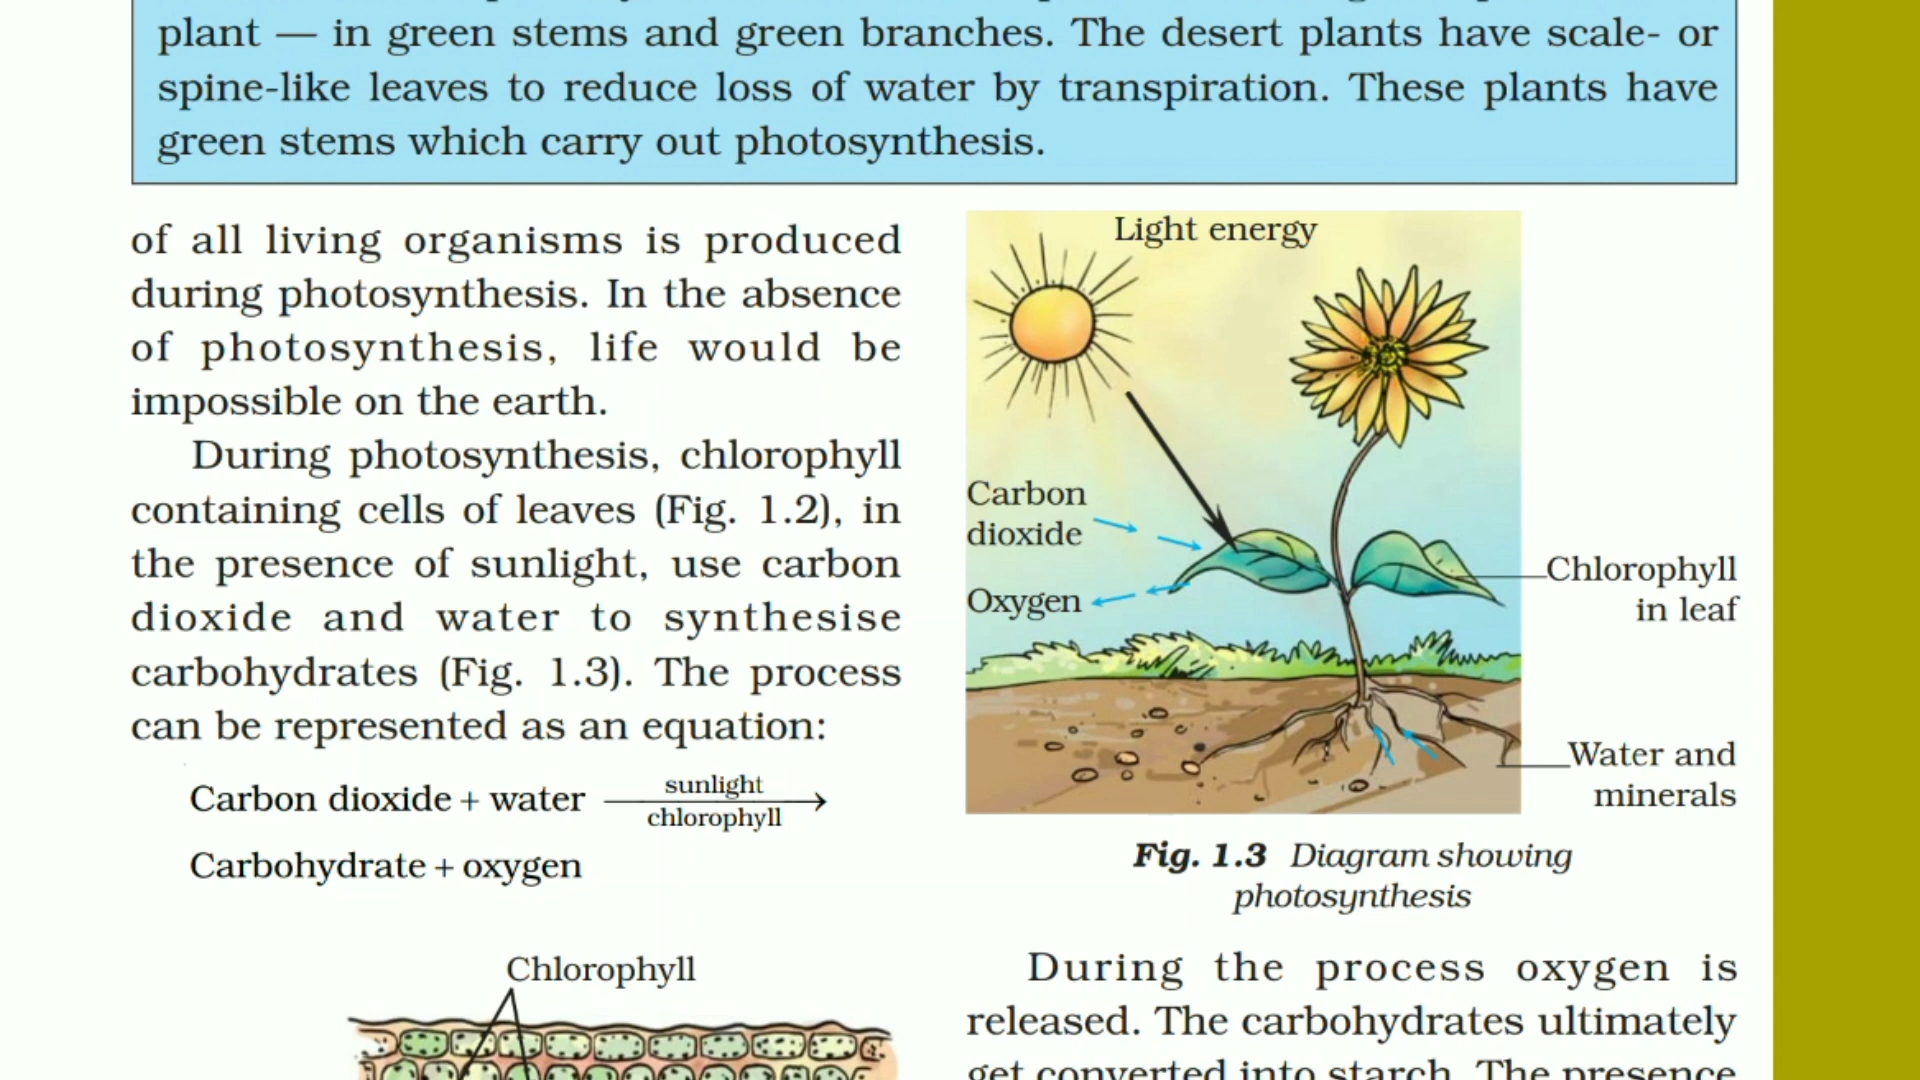 plant — in green stems and green branches. The desert plants have scale- or
spine-like leaves to reduce loss of water by transpiration. These plants have
green stems which carry out photosynthesis.
of all living organisms is produced
during photosynthesis. In the absence
of photosynthesis, life would be
impossible on the earth.
During photosynthesis, chlorophyll
containing cells of leaves (Fig. 1.2), in
the presence of sunlight, use carbon
dioxide and water to synthesise
carbohydrates (Fig. 1.3). The process
can be represented as an equation:
Carbon dioxide + water sunlight
chlorophyll
Carbohydrate + oxygen
Chlorophyll
Light energy
Carbon
dioxide
Oxygen
Chlorophyll
in leaf
Water and
minerals
Fig. 1.3 Diagram showing
photosynthesis
During the process oxygen is
released. The carbohydrates ultimately
get converted into starch. The presence